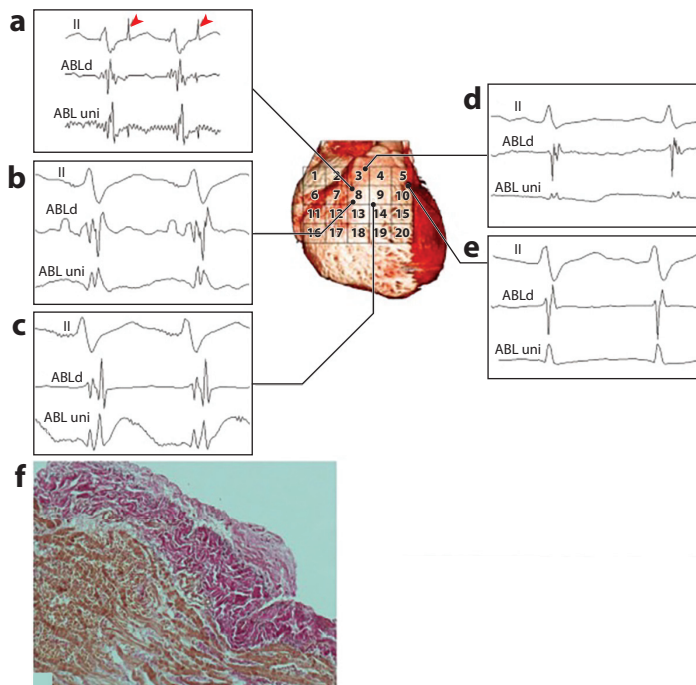 a
II
ABLd
ABL uni
b
II
ABLd
ABL uni
c
II
ABLd
ABL uni
d
II
ABLd
ABL uni
e
II
ABLd
ABL uni
1 2 3 4 5
6 7 8 9 10
11 12 13 14 15
16 17 18 19 20
f